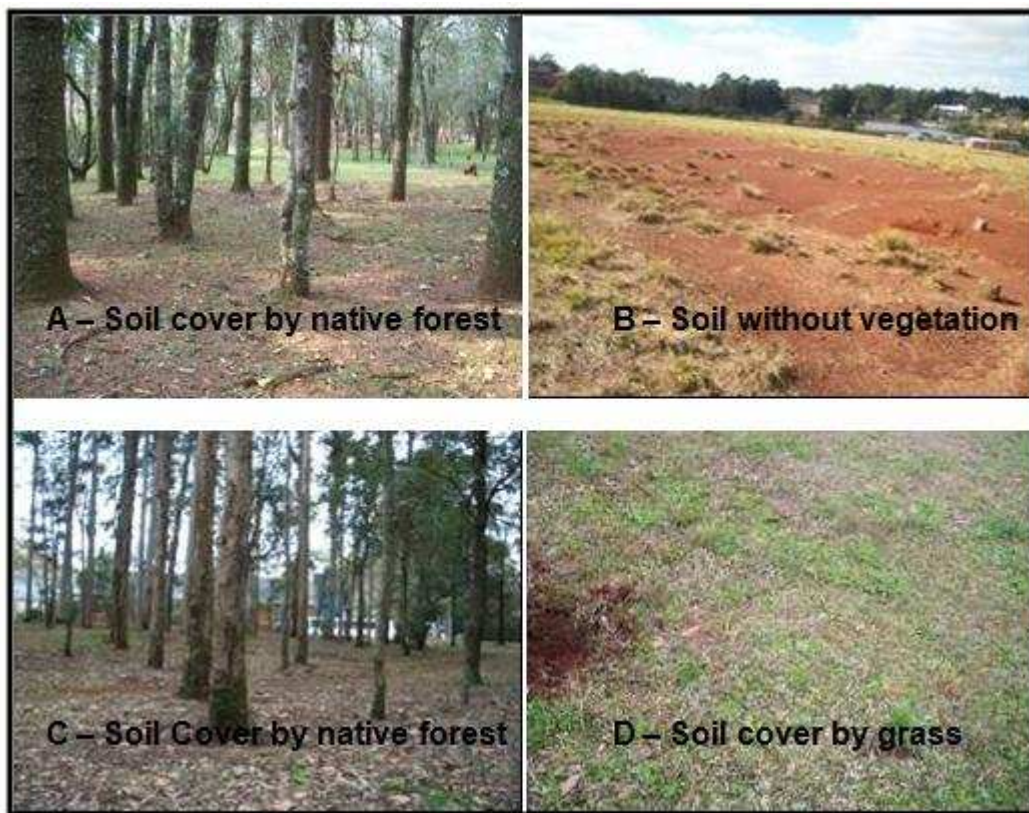 A – Soil cover by native forest
B – Soil without vegetation
C – Soil Cover by native forest
D – Soil cover by grass